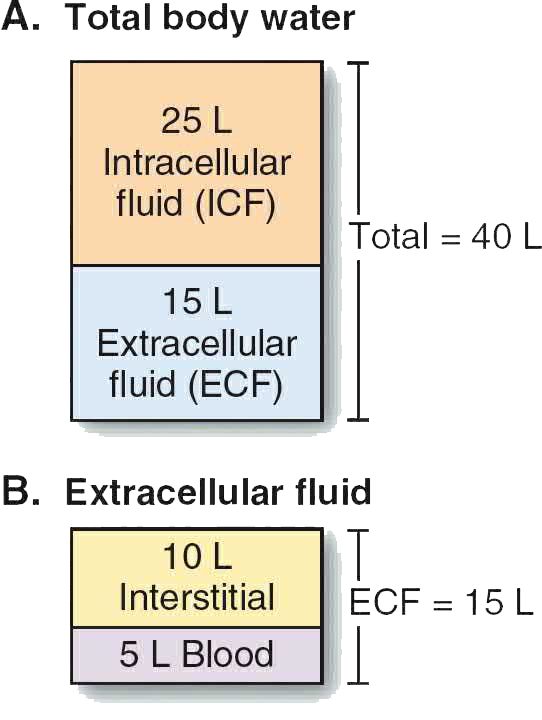 A. Total body water
25 L
Intracellular
fluid (ICF)
Total = 40 L
15 L
Extracellular
fluid (ECF)
B. Extracellular fluid
10 L
Interstitial
ECF = 15 L
5 L Blood